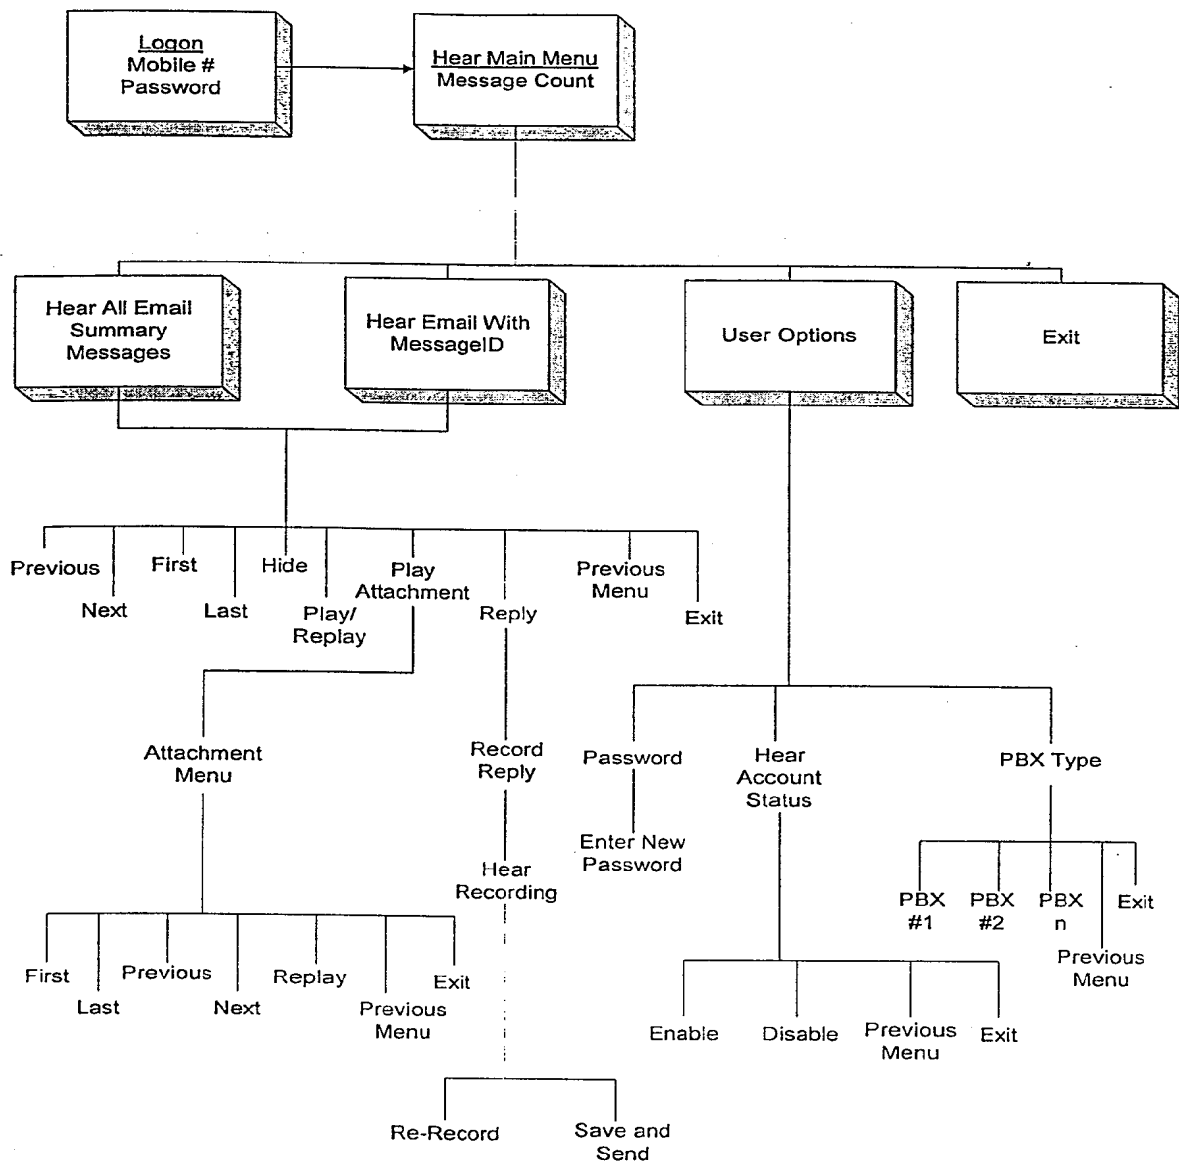 Logon
Mobile #
Password
Hear Main Menu
Message Count
Hear All Email
Summary
Messages
Hear Email With
MessageID
User Options
Exit
Previous
Next
First
Last
Hide
Play/
Replay
Play
Attachment
Reply
Previous
Menu
Exit
Attachment
Menu
Record
Reply
Hear
Recording
Password
Enter New
Password
Hear
Account
Status
PBX Type
PBX
#1
PBX
#2
PBX
n
Previous
Menu
Exit
First
Last
Previous
Next
Replay
Previous
Menu
Exit
Enable
Disable
Previous
Menu
Exit
Re-Record
Save and
Send